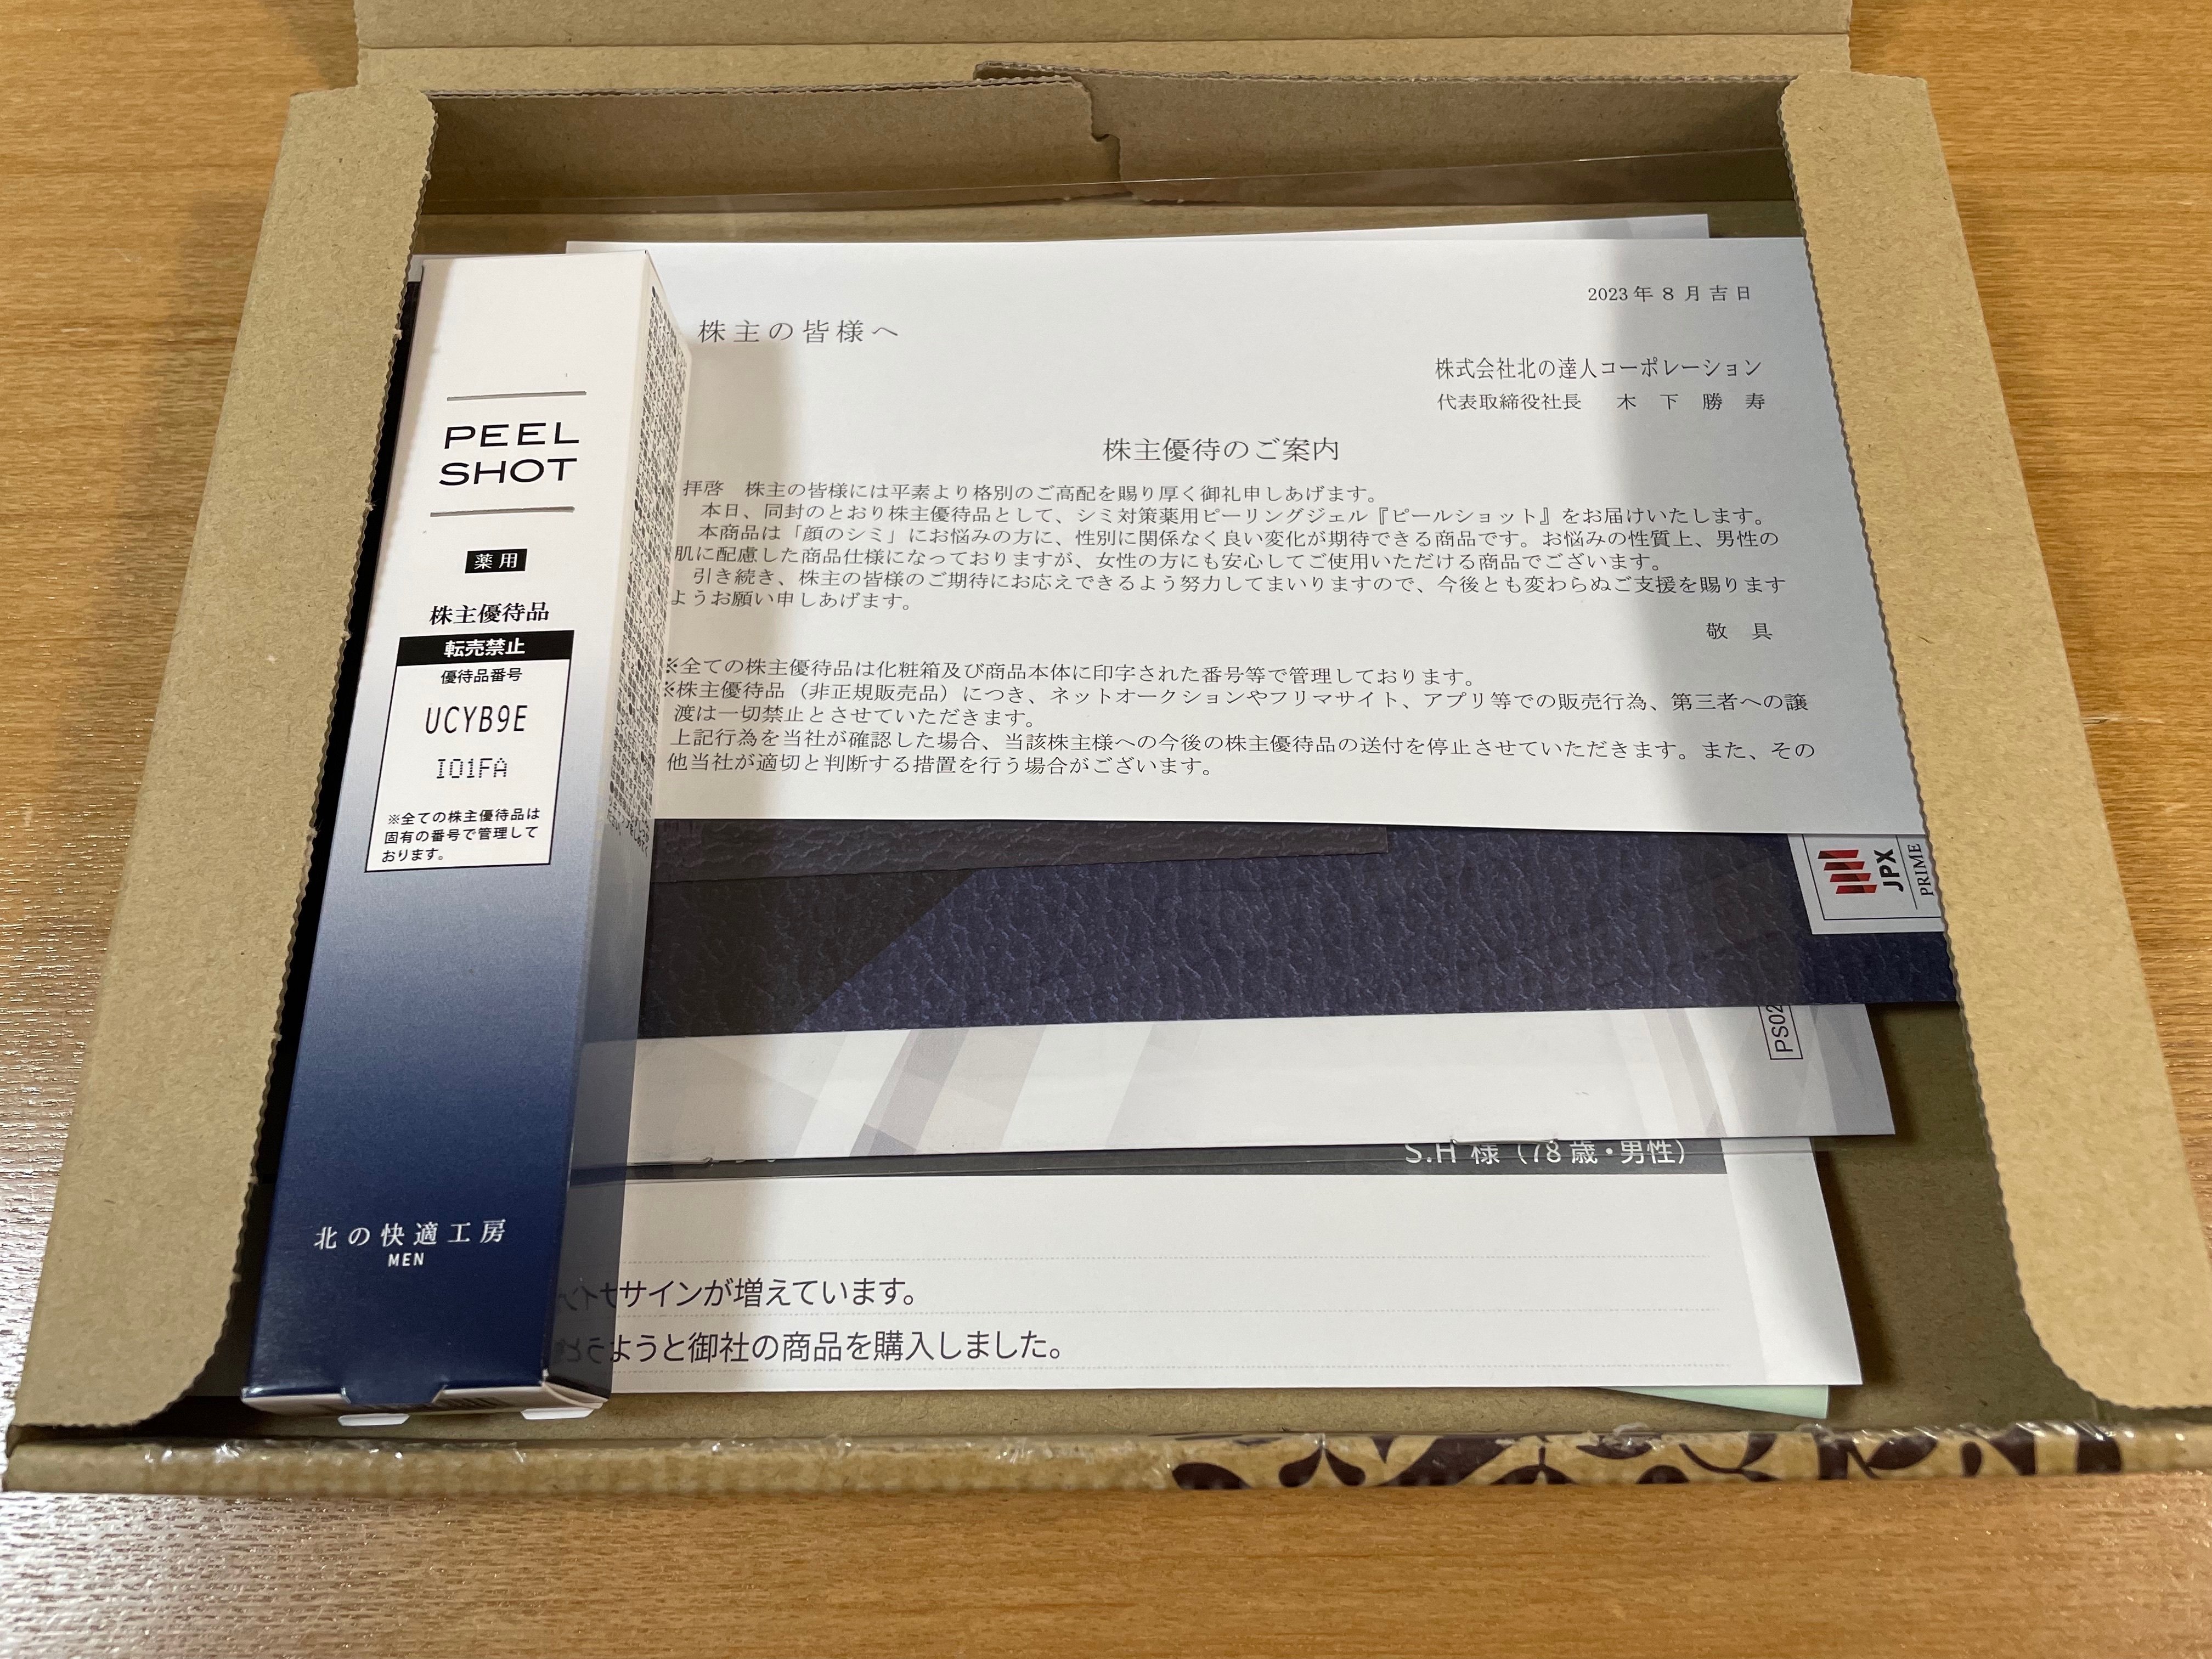 PEEL
SHOT
薬用
株主優待品
転売禁止
優待品番号
UCYB9E
IO1FA
※全ての株主優待品は
固有の番号で管理して
おります。
北の快適工房
MEN
2023年8月吉日
株主の皆様へ
株式会社北の達人コーポレーション
代表取締役社長 木下勝寿
株主優待のご案内
拝啓 株主の皆様には平素より格別のご高配を賜り厚く御礼申しあげます。
本日、同封のとおり株主優待品として、シミ対策薬用ピーリングジェル『ピールショット』をお届けいたします。
本商品は「顔のシミ」にお悩みの方に、性別に関係なく良い変化が期待できる商品です。お悩みの性質上、男性の
肌に配慮した商品仕様になっておりますが、女性の方にも安心してご使用いただける商品でございます。
引き続き、株主の皆様のご期待にお応えできるよう努力してまいりますので、今後とも変わらぬご支援を賜ります
ようお願い申しあげます。
敬具
※全ての株主優待品は化粧箱及び商品本体に印字された番号等で管理しております。
※株主優待品（非正規販売品）につき、ネットオークションやフリマサイト、アプリ等での販売行為、第三者への譲
渡は一切禁止とさせていただきます。
上記行為を当社が確認した場合、当該株主様への今後の株主優待品の送付を停止させていただきます。また、その
他当社が適切と判断する措置を行う場合がございます。
JPX
PRIME
PS02
S.H 様（78歳・男性）
サインが増えています。
ようと御社の商品を購入しました。